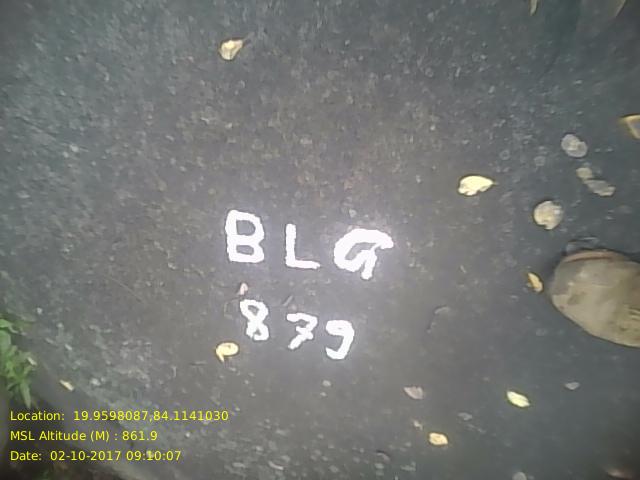 BLG
879
Location: 19.9598087,84.1141030
MSL Altitude (M) : 861.9
Date: 02-10-2017 09:10:07